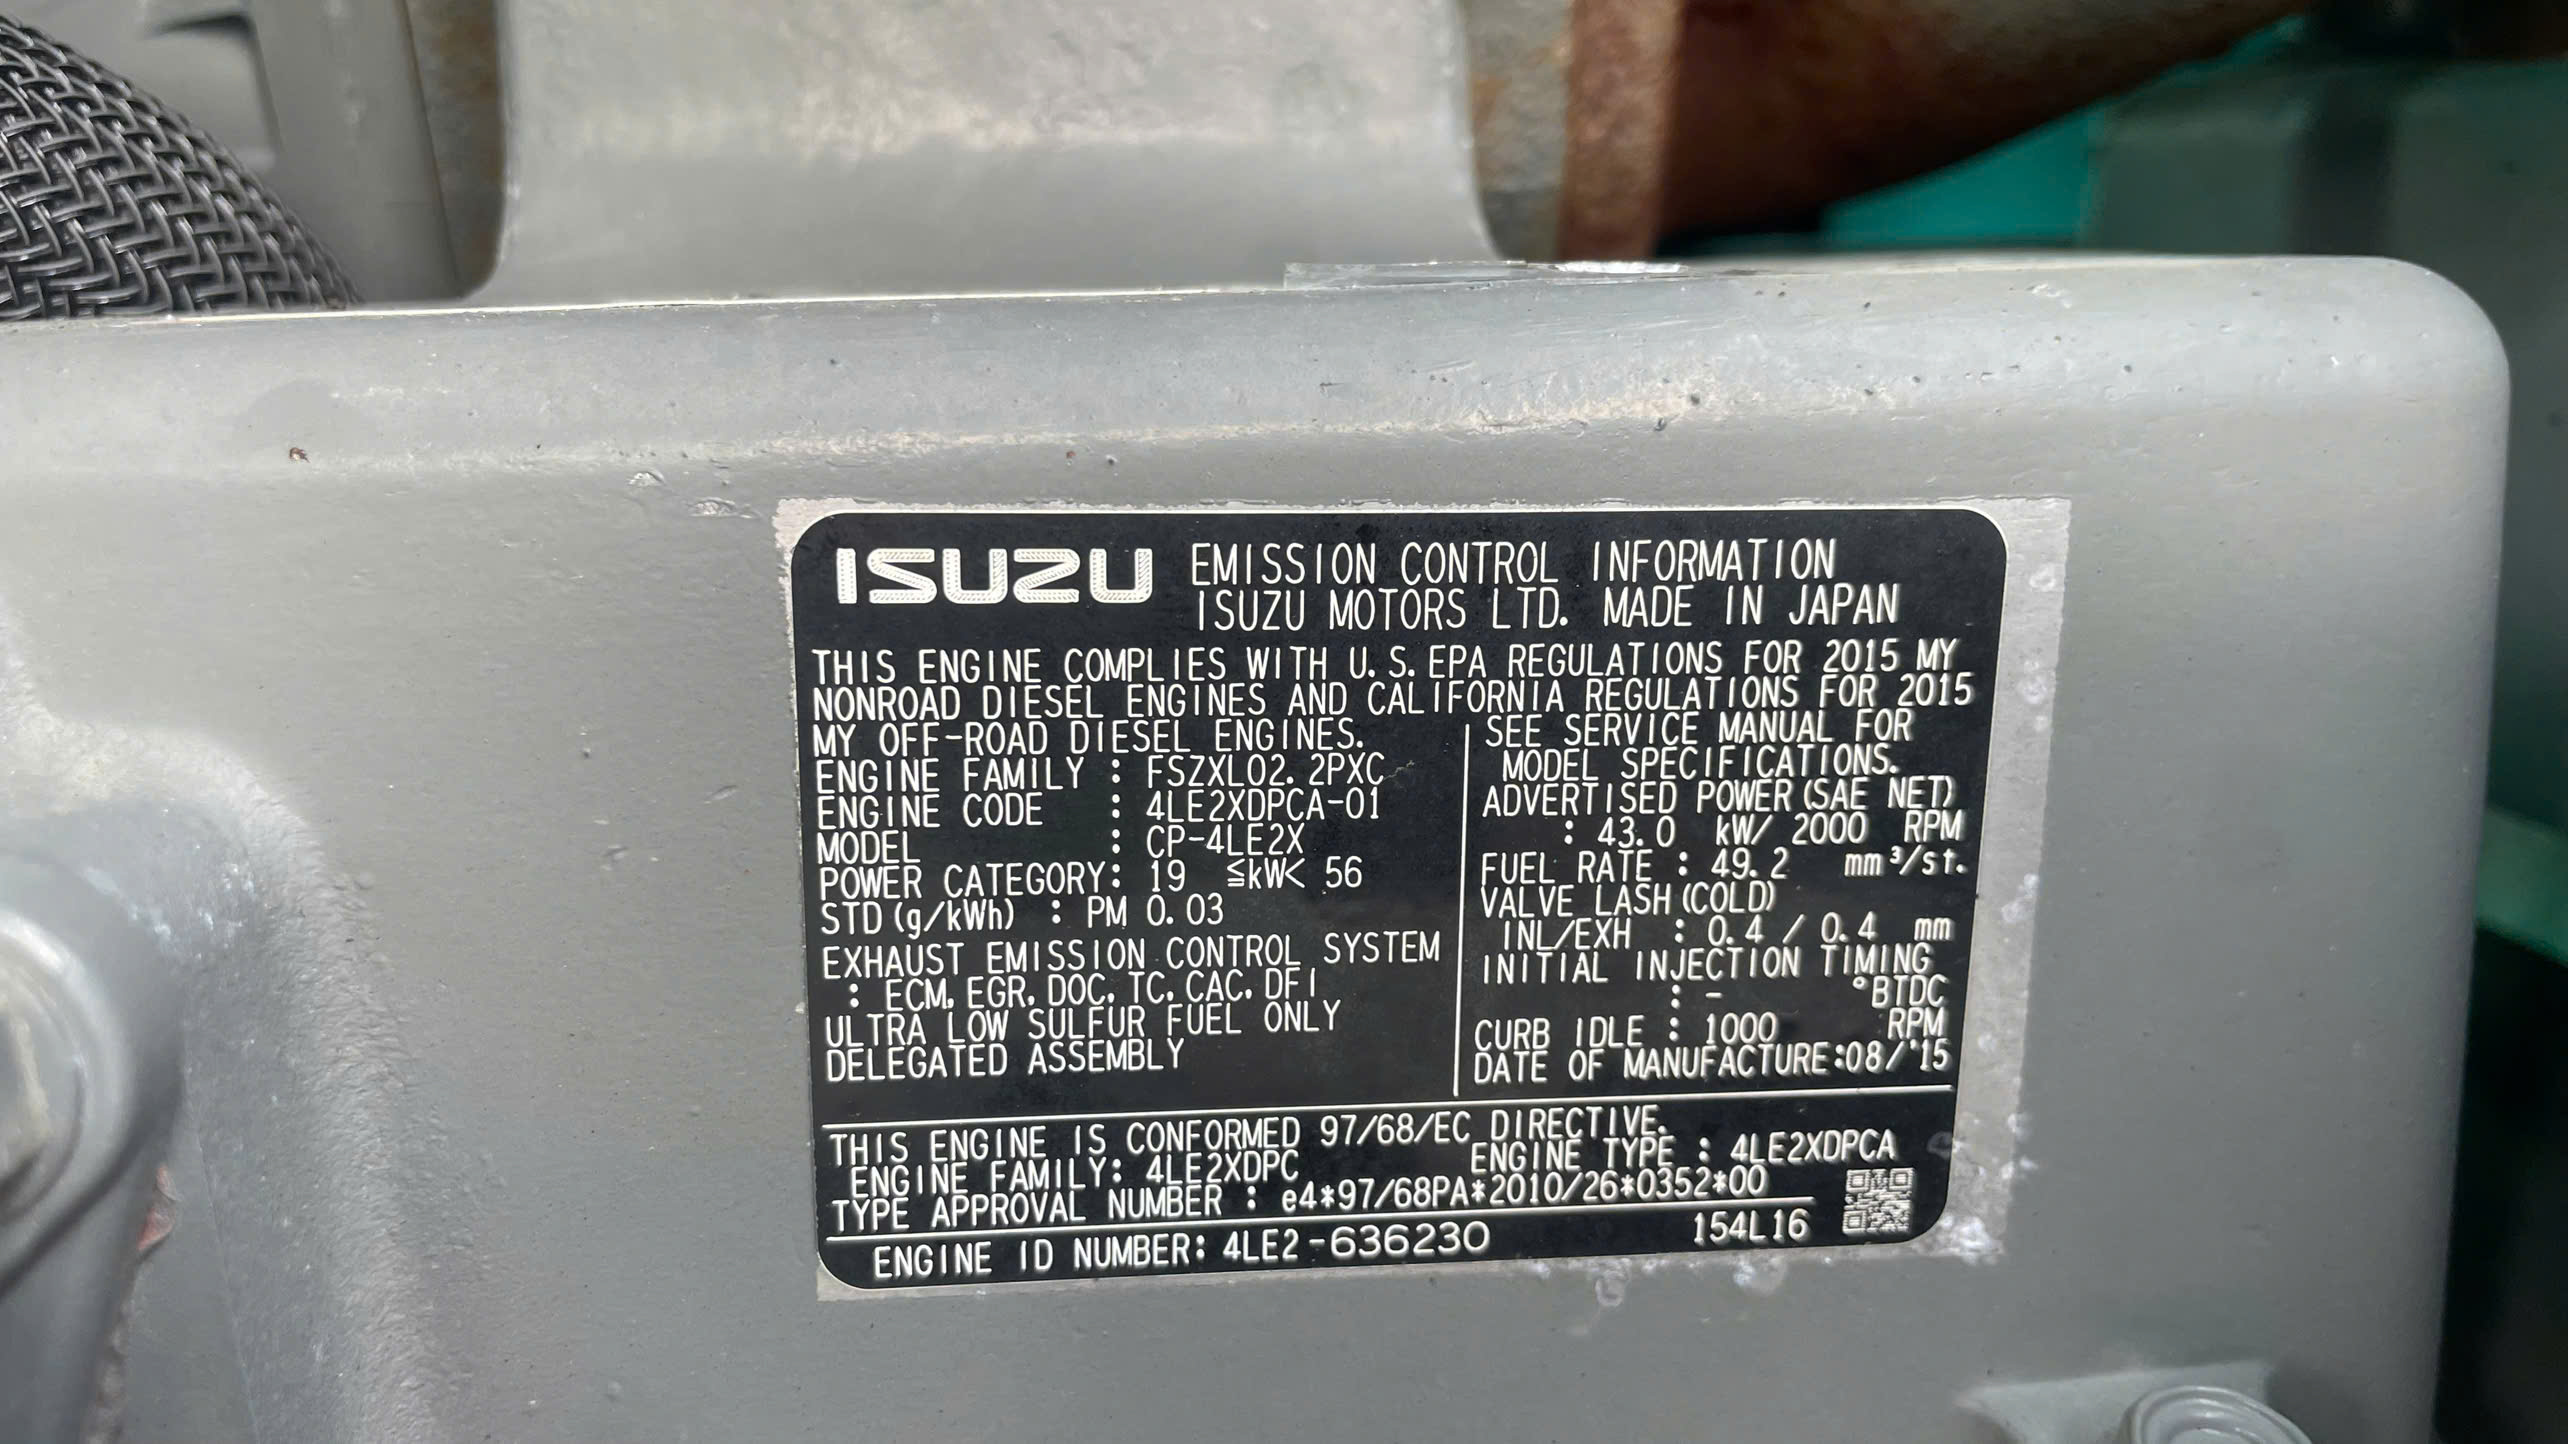 ISUZU EMISSION CONTROL INFORMATION
ISUZU MOTORS LTD. MADE IN JAPAN
THIS ENGINE COMPLIES WITH U.S.EPA REGULATIONS FOR 2015 MY
NONROAD DIESEL ENGINES AND CALIFORNIA REGULATIONS FOR 2015
MY OFF-ROAD DIESEL ENGINES.
ENGINE FAMILY : FSZXL02.2PXC
ENGINE CODE : 4LE2XDPCA-01
MODEL : CP-4LE2X
POWER CATEGORY: 19 ≦kW< 56
STD(g/kWh) : PM 0.03
EXHAUST EMISSION CONTROL SYSTEM
: ECM, EGR, DOC, TC, CAC, DFI
ULTRA LOW SULFUR FUEL ONLY
DELEGATED ASSEMBLY
SEE SERVICE MANUAL FOR
MODEL SPECIFICATIONS.
ADVERTISED POWER(SAE NET)
: 43.0 kW/ 2000 RPM
FUEL RATE : 49.2 mm³/st.
VALVE LASH(COLD)
INL/EXH : 0.4 / 0.4 mm
INITIAL INJECTION TIMING
: - °BTDC
CURB IDLE : 1000 RPM
DATE OF MANUFACTURE:08/'15
THIS ENGINE IS CONFORMED 97/68/EC DIRECTIVE.
ENGINE FAMILY: 4LE2XDPC ENGINE TYPE : 4LE2XDPCA
TYPE APPROVAL NUMBER : e4*97/68PA*2010/26*0352*00
ENGINE ID NUMBER: 4LE2-636230 154L16